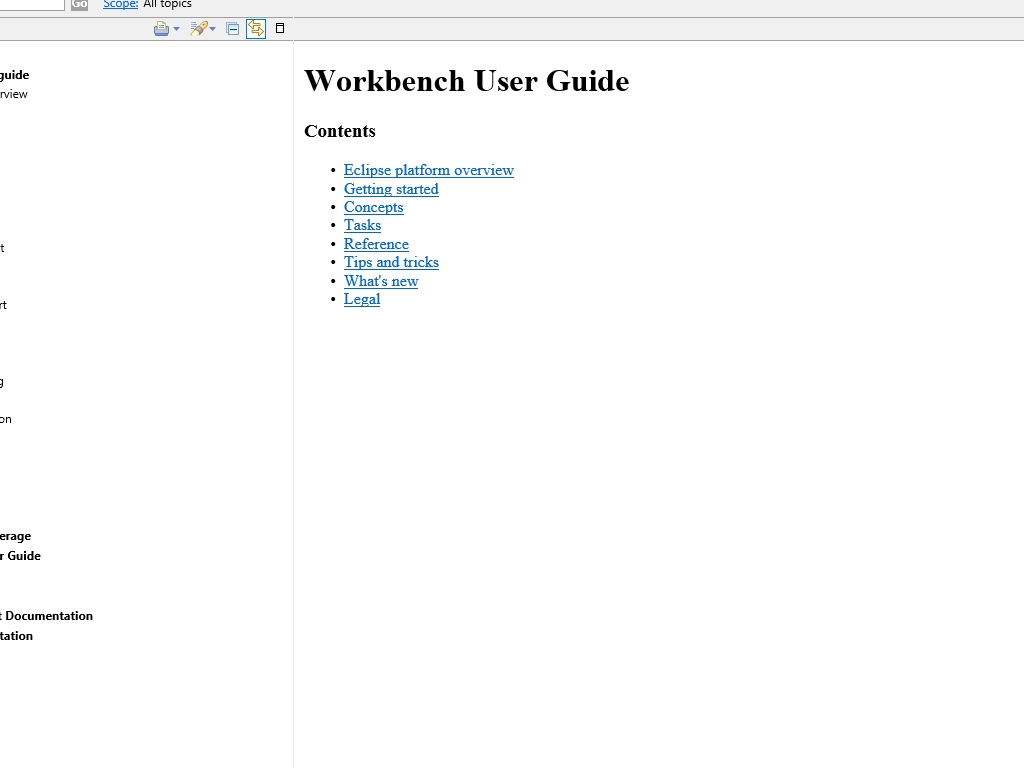 Go Scope: All topics
guide
rview
t
rt
g
on
erage
r Guide
t Documentation
tation
Workbench User Guide
Contents
• Eclipse platform overview
• Getting started
• Concepts
• Tasks
• Reference
• Tips and tricks
• What's new
• Legal